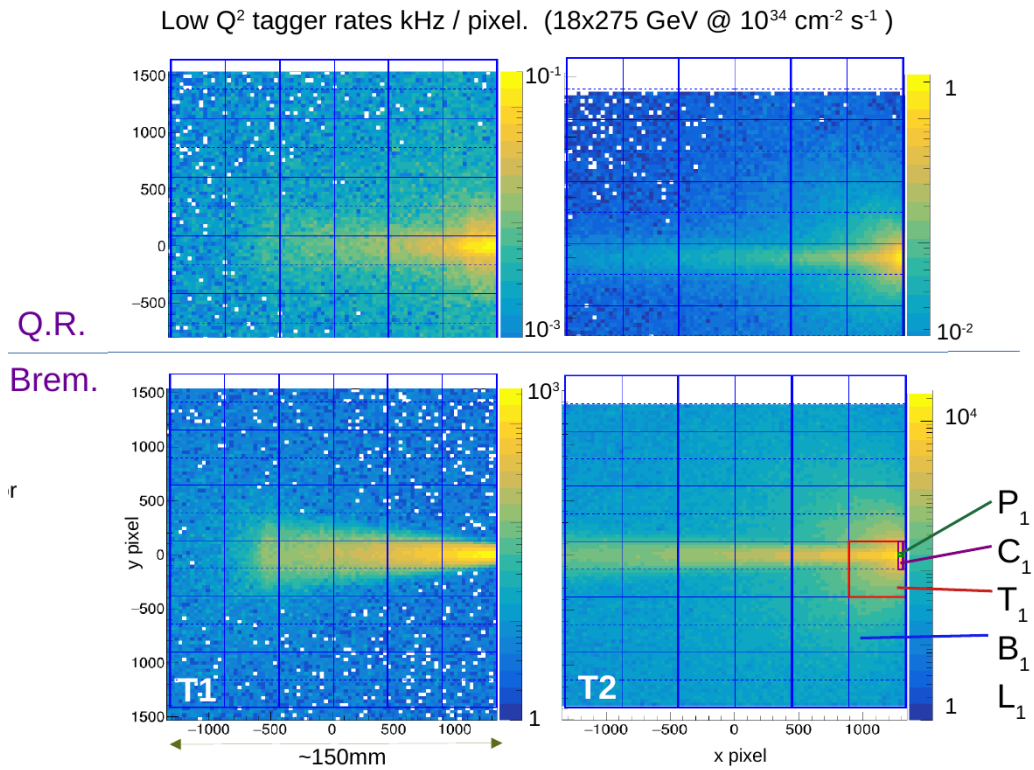 Low Q² tagger rates kHz / pixel. (18x275 GeV @ 10³⁴ cm⁻² s⁻¹ )
1500
1000
500
0
−500
10⁻¹
10⁻³
1
10⁻²
Q.R.
Brem.
or
y pixel
1500
1000
500
0
−500
1000
1500
10³
1
10⁴
1
T1
T2
P₁
C₁
T₁
B₁
L₁
−1000 −500 0 500 1000
−1000 −500 0 500 1000
~150mm
x pixel